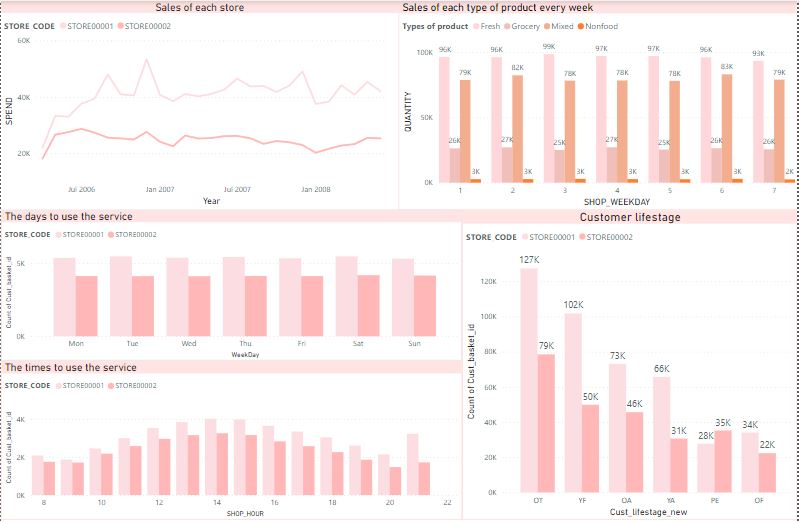 Sales of each store
STORE_CODE STORE00001 STORE00002
60K
40K
20K
SPEND
Jul 2006 Jan 2007 Jul 2007 Jan 2008
Year
Sales of each type of product every week
Types of product Fresh Grocery Mixed Nonfood
100K
50K
0K
QUANTITY
96K 96K 99K 97K 97K 96K 93K
26K 27K 25K 27K 25K 26K 26K
79K 82K 78K 78K 78K 83K 79K
3K 3K 3K 3K 3K 3K 2K
1 2 3 4 5 6 7
SHOP_WEEKDAY
The days to use the service
STORE_CODE STORE00001 STORE00002
5K
0K
Count of Cust_basket_id
Mon Tue Wed Thu Fri Sat Sun
WeekDay
The times to use the service
STORE_CODE STORE00001 STORE00002
4K
2K
0K
Count of Cust_basket_id
8 10 12 14 16 18 20 22
SHOP_HOUR
Customer lifestage
STORE_CODE STORE00001 STORE00002
120K
100K
80K
60K
40K
20K
0K
Count of Cust_basket_id
127K 102K 73K 66K 28K 34K
79K 50K 46K 31K 35K 22K
OT YF OA YA PE OF
Cust_lifestage_new